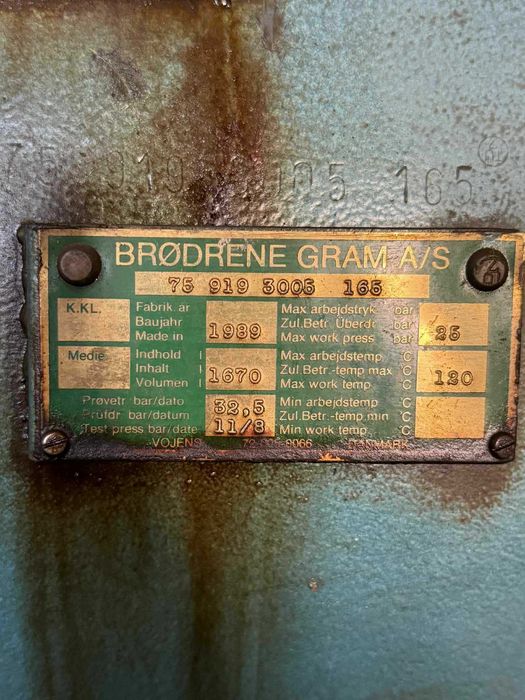 919 3005 165
BRØDRENE GRAM A/S
75 919 3005 165
K.KL.
Fabrik. ar
Baujahr
Made in
1989
Max arbejdstryk bar
Zul.Betr. Überdr bar
Max work press bar
25
Medie
Indhold l
Inhalt l
Volumen l
1670
Max arbejdstemp °C
Zul.Betr.-temp max °C
Max work temp °C
120
Prøvetr bar/dato
Prüfdr bar/datum
Test press bar/date
32,5
11/8
Min arbejdstemp °C
Zul.Betr.-temp.min °C
Min work temp. °C
VOJENS DANMARK